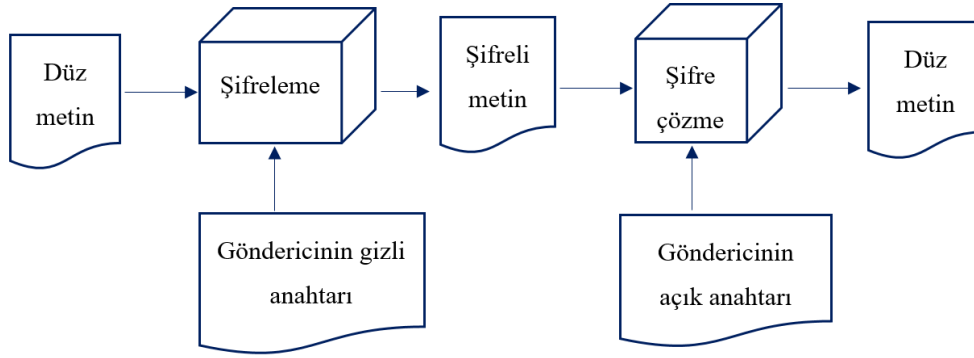 Düz
metin
Şifreleme
Şifreli
metin
Şifre
çözme
Düz
metin
Göndericinin gizli
anahtarı
Göndericinin
açık anahtarı